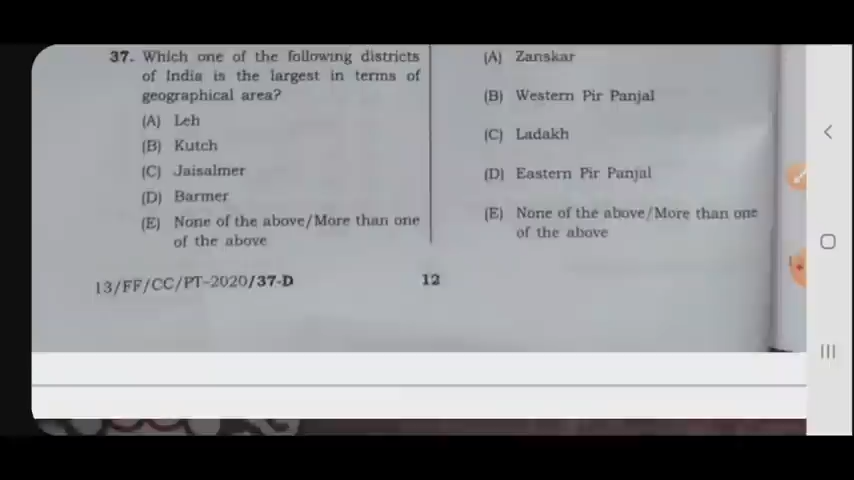 37. Which one of the following districts
of India is the largest in terms of
geographical area?
(A) Leh
(B) Kutch
(C) Jaisalmer
(D) Barmer
(E) None of the above/More than one
of the above
13/FF/CC/PT-2020/37-D
12
(A) Zanskar
(B) Western Pir Panjal
(C) Ladakh
(D) Eastern Pir Panjal
(E) None of the above/More than one
of the above